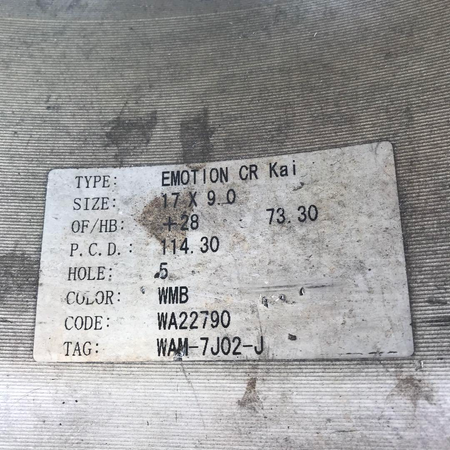 TYPE: EMOTION CR Kai
SIZE: 17 X 9.0
OF/HB: +28 73.30
P.C.D.: 114.30
HOLE: 5
COLOR: WMB
CODE: WA22790
TAG: WAM-7J02-J